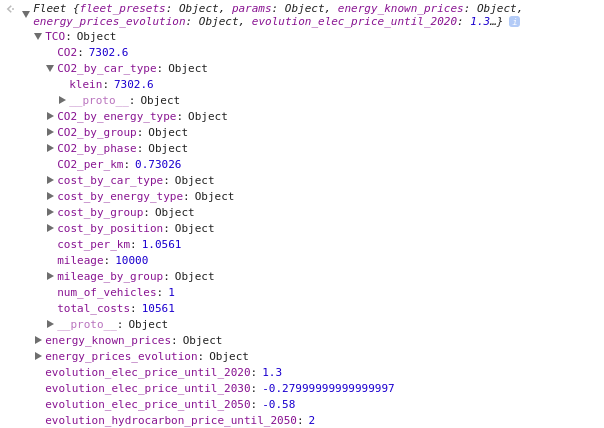 Fleet {fleet_presets: Object, params: Object, energy_known_prices: Object,
energy_prices_evolution: Object, evolution_elec_price_until_2020: 1.3…} i
TCO: Object
CO2: 7302.6
CO2_by_car_type: Object
klein: 7302.6
__proto__: Object
CO2_by_energy_type: Object
CO2_by_group: Object
CO2_by_phase: Object
CO2_per_km: 0.73026
cost_by_car_type: Object
cost_by_energy_type: Object
cost_by_group: Object
cost_by_position: Object
cost_per_km: 1.0561
mileage: 10000
mileage_by_group: Object
num_of_vehicles: 1
total_costs: 10561
__proto__: Object
energy_known_prices: Object
energy_prices_evolution: Object
evolution_elec_price_until_2020: 1.3
evolution_elec_price_until_2030: -0.27999999999999997
evolution_elec_price_until_2050: -0.58
evolution_hydrocarbon_price_until_2050: 2